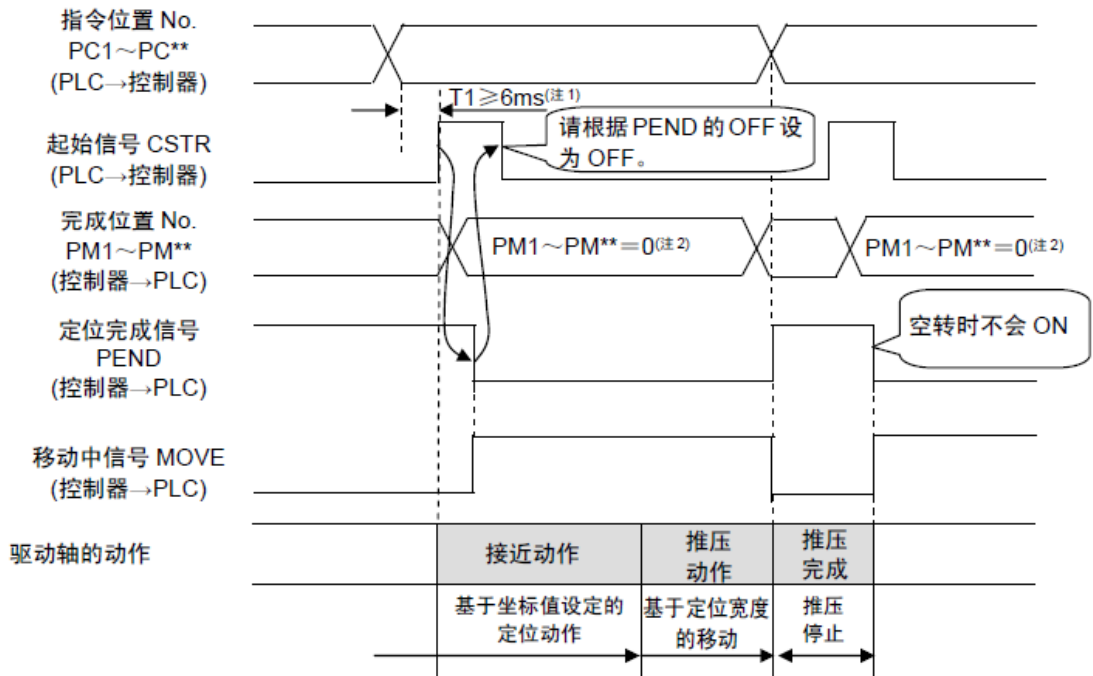 指令位置 No.
PC1～PC**
(PLC→控制器)
T1≥6ms(注1)
请根据 PEND 的 OFF 设
为 OFF。
起始信号 CSTR
(PLC→控制器)
完成位置 No.
PM1～PM**
(控制器→PLC)
PM1～PM**＝0(注2)
PM1～PM**＝0(注2)
定位完成信号
PEND
(控制器→PLC)
空转时不会 ON
移动中信号 MOVE
(控制器→PLC)
驱动轴的动作
接近动作
推压
动作
推压
完成
基于坐标值设定的
定位动作
基于定位宽度
的移动
推压
停止